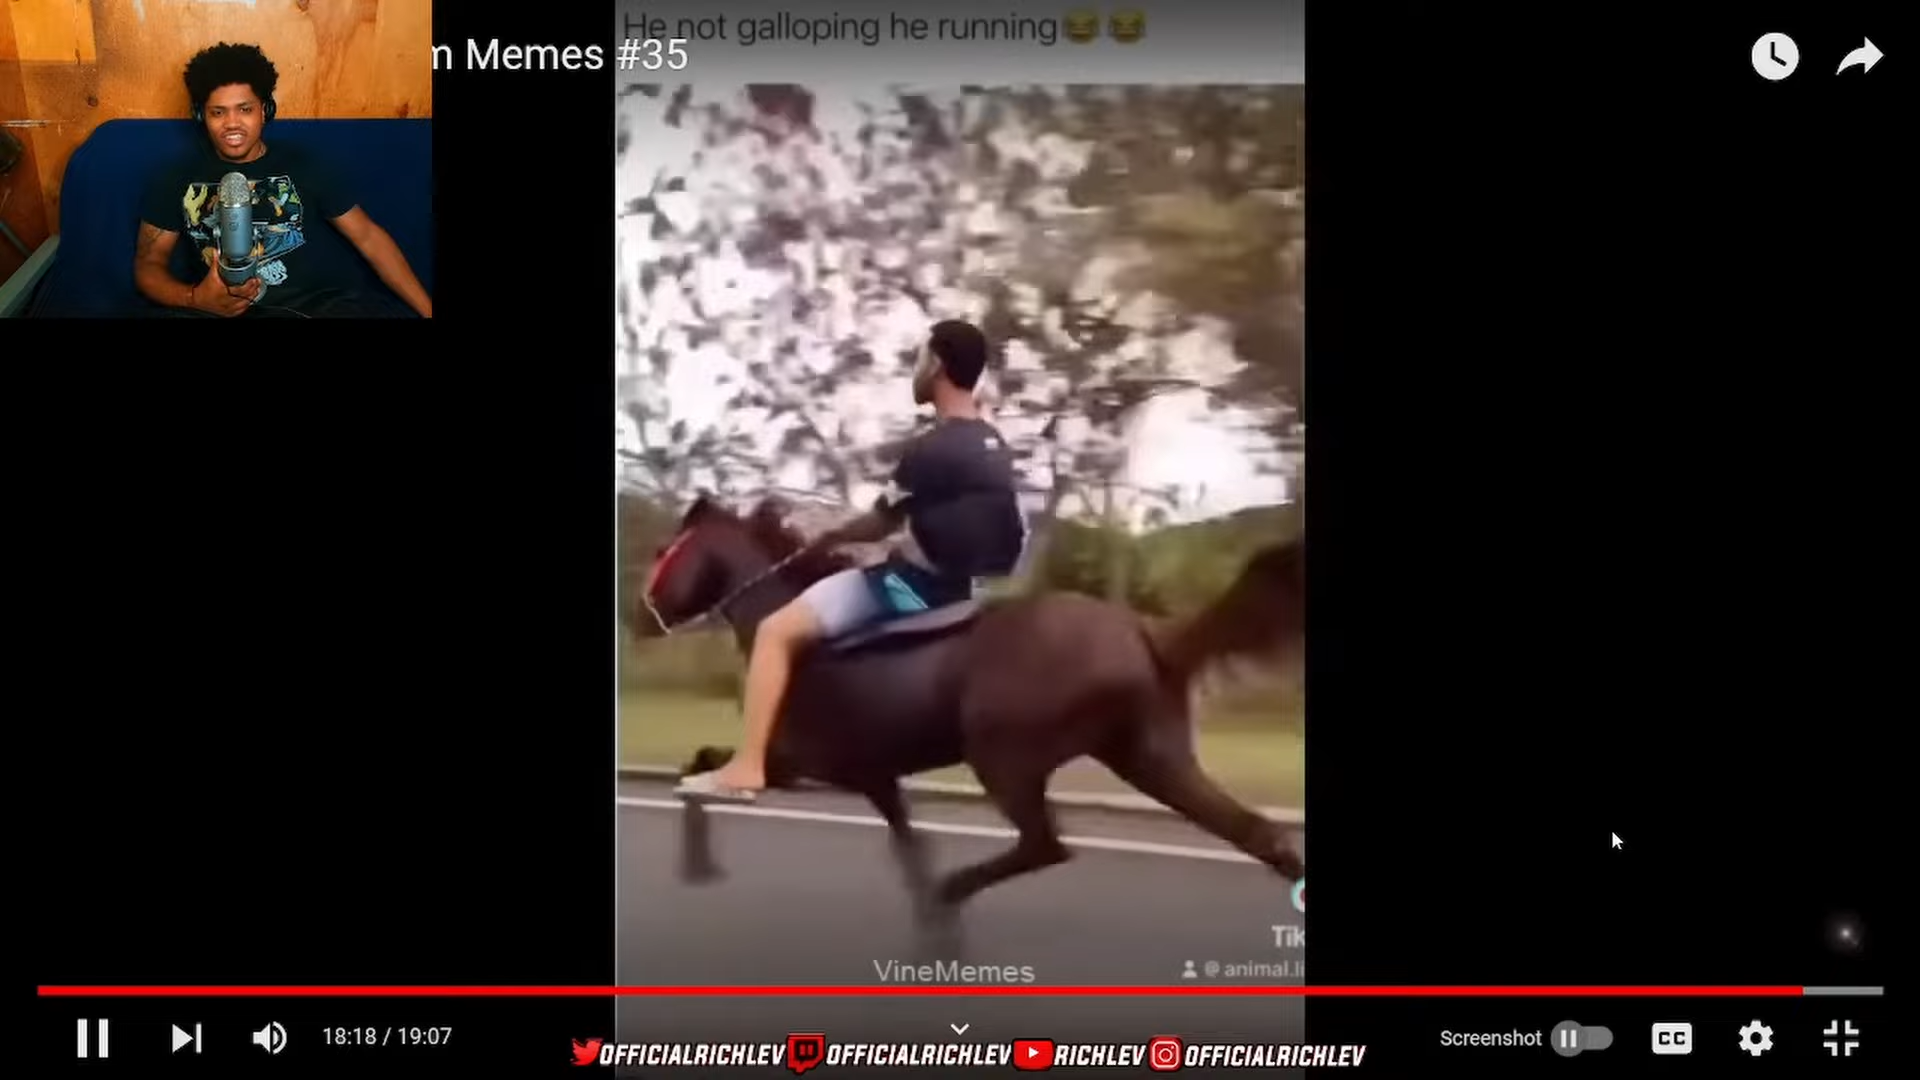 He not galloping he running😂 😂
m Memes #35
Tik
VineMemes
@ animal.li
18:18 / 19:07
Screenshot
CC
OFFICIALRICHLEV OFFICIALRICHLEV RICHLEV OFFICIALRICHLEV